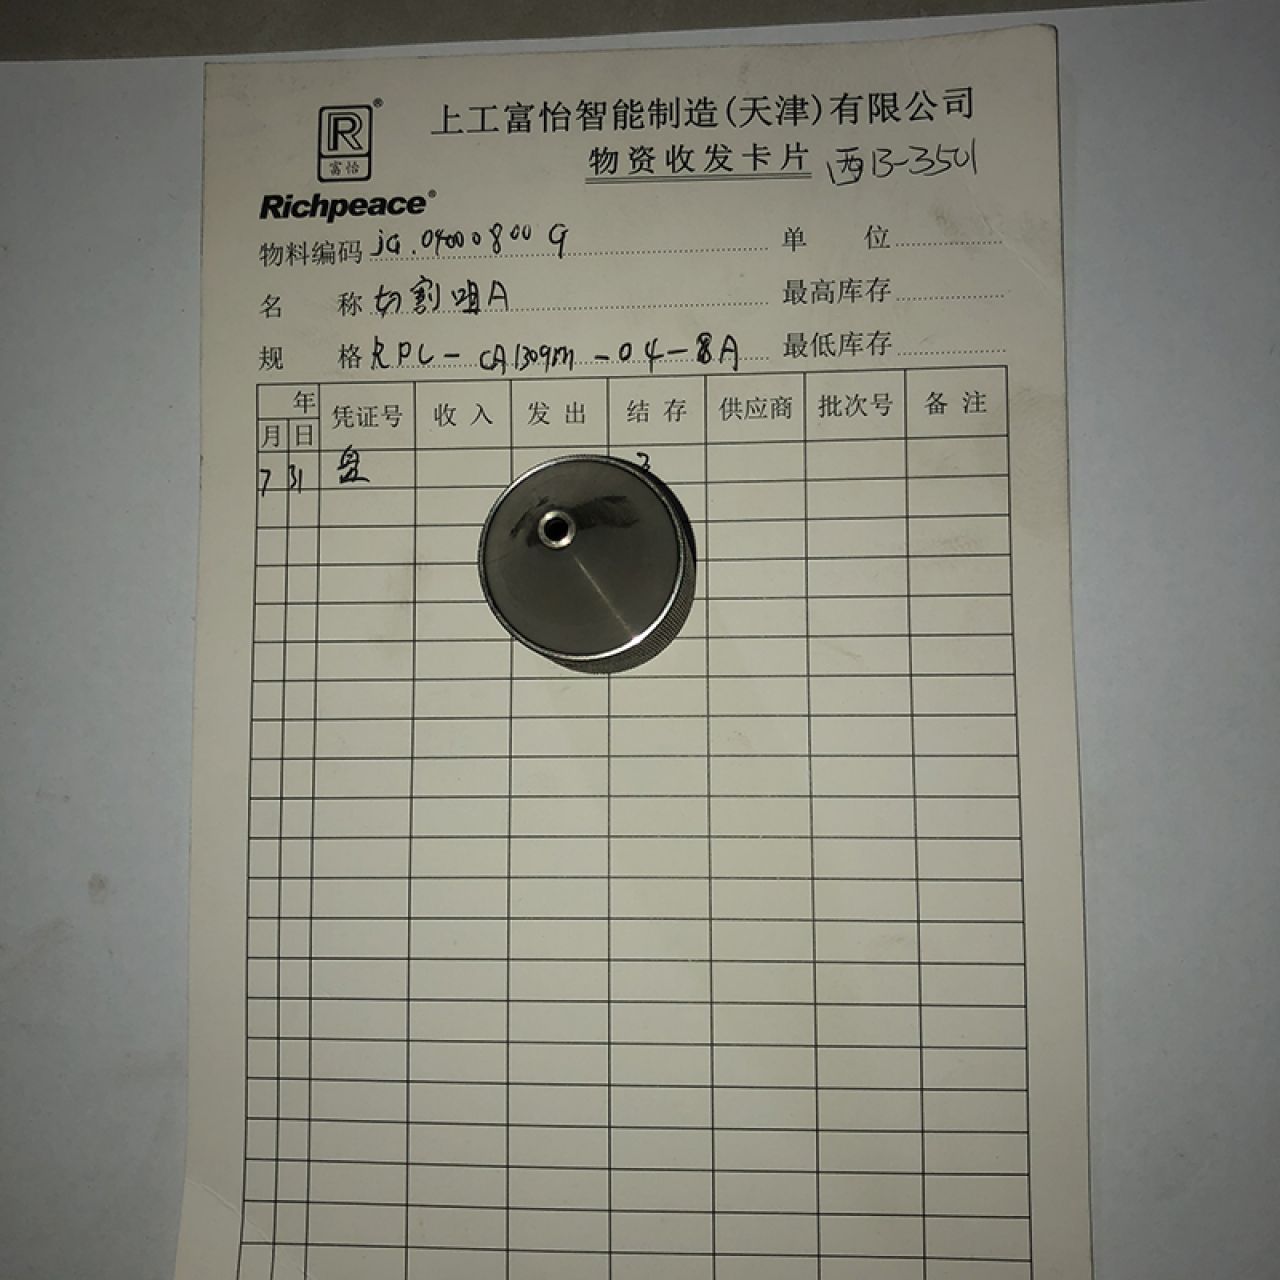 R®
富怡
Richpeace®
上工富怡智能制造(天津)有限公司
物资收发卡片 西B-3501
物料编码 jG.04000800 9 单 位
名 称 切割咀A 最高库存
规 格 RPL- CA1309M -04-8A 最低库存
年 月 日 凭证号 收入 发出 结存 供应商 批次号 备注
7 31 盘 3